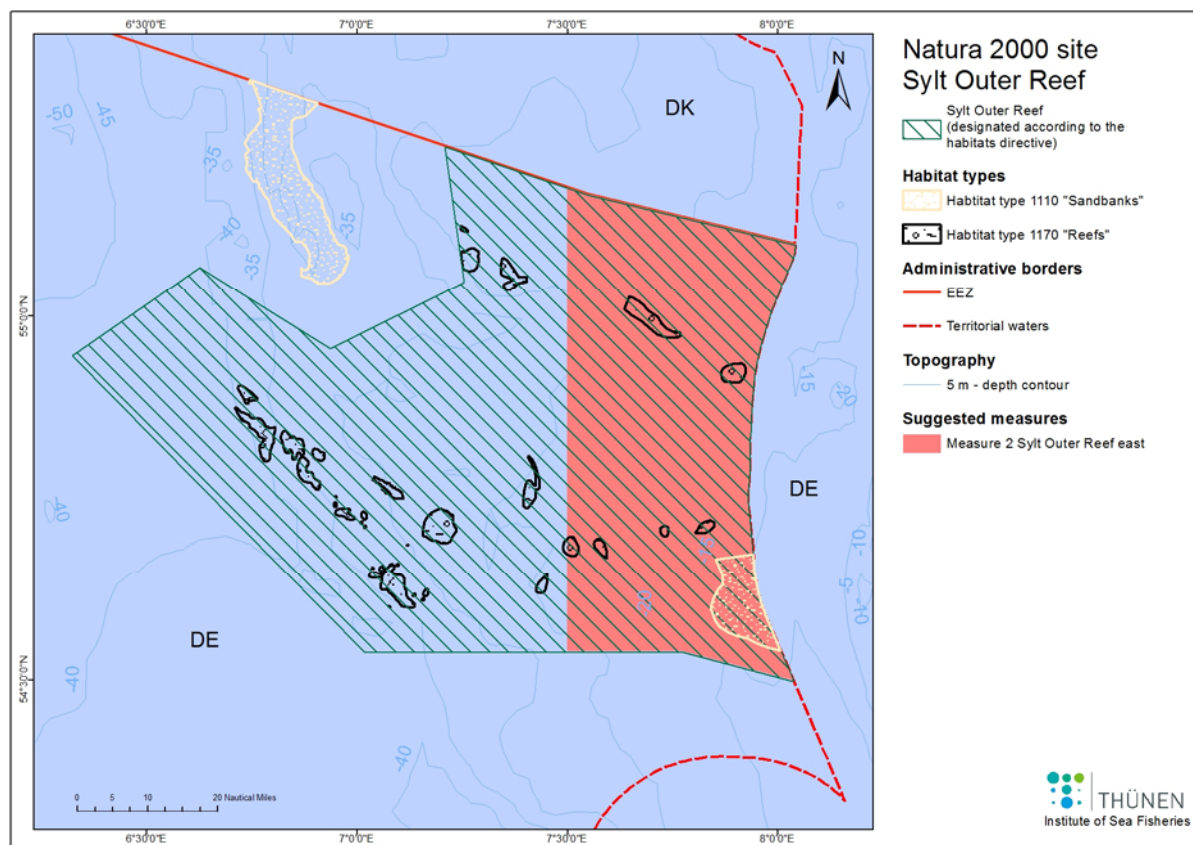 6°30'0"E
7°0'0"E
7°30'0"E
8°0'0"E
Natura 2000 site
Sylt Outer Reef
Sylt Outer Reef
(designated according to the
habitats directive)
Habitat types
Habtitat type 1110 "Sandbanks"
Habtitat type 1170 "Reefs"
Administrative borders
EEZ
Territorial waters
Topography
5 m - depth contour
Suggested measures
Measure 2 Sylt Outer Reef east
N
DK
-50
-45
-35
-40
-35
-35
55°0'0"N
-15
-20
DE
-40
-15
-10
-5
-10
-20
DE
54°30'0"N
-40
-40
0 5 10 20 Nautical Miles
6°30'0"E
7°0'0"E
7°30'0"E
8°0'0"E
THÜNEN
Institute of Sea Fisheries